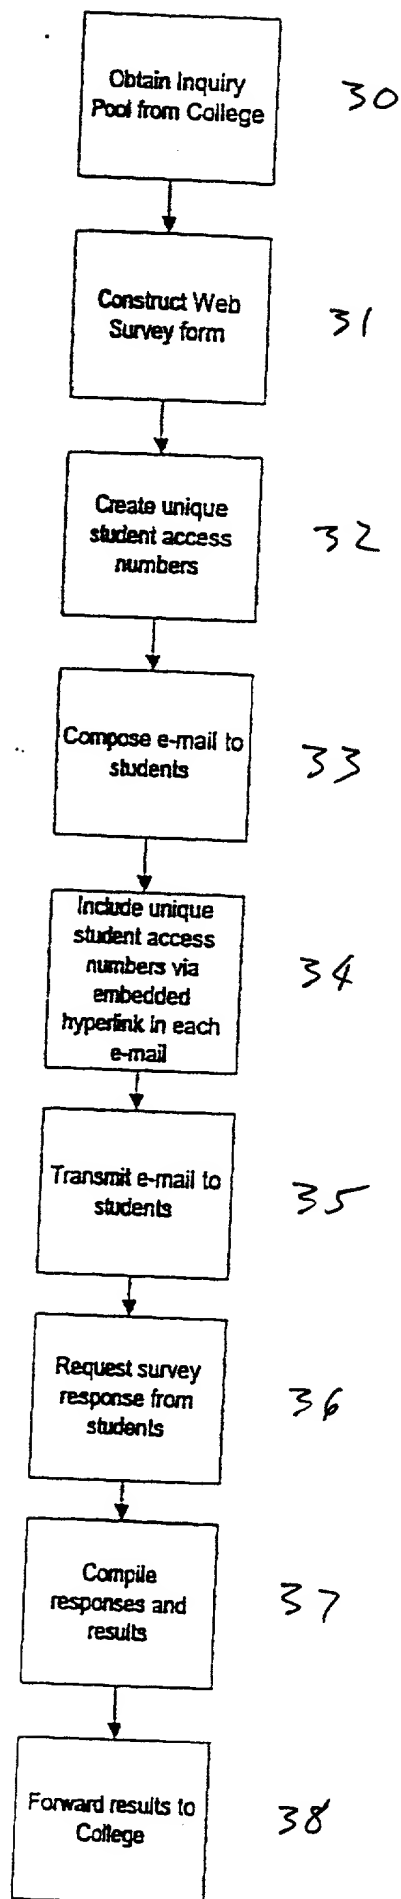 Obtain Inquiry
Pool from College
30
Construct Web
Survey form
31
Create unique
student access
numbers
32
Compose e-mail to
students
33
Include unique
student access
numbers via
embedded
hyperlink in each
e-mail
34
Transmit e-mail to
students
35
Request survey
response from
students
36
Compile
responses and
results
37
Forward results to
College
38